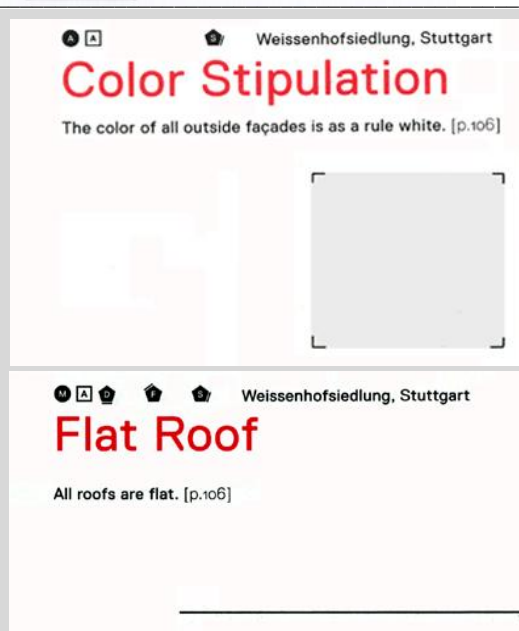 A A S Weissenhofsiedlung, Stuttgart
Color Stipulation
The color of all outside façades is as a rule white. [p.106]
M A D F S Weissenhofsiedlung, Stuttgart
Flat Roof
All roofs are flat. [p.106]